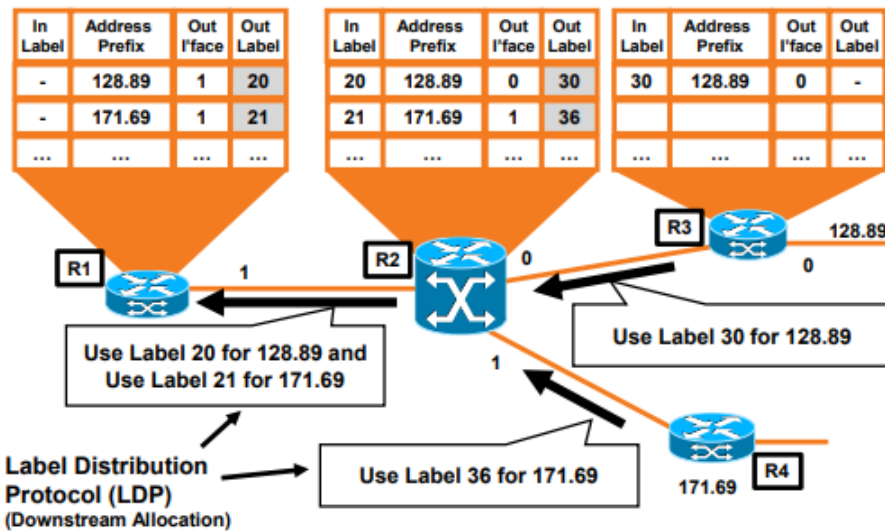 In Label Address Prefix Out I'face Out Label
- 128.89 1 20
- 171.69 1 21
... ... ... ...
In Label Address Prefix Out I'face Out Label
20 128.89 0 30
21 171.69 1 36
... ... ... ...
In Label Address Prefix Out I'face Out Label
30 128.89 0 -
... ... ... ...
R1
1
R2
0
R3
128.89
0
Use Label 20 for 128.89 and
Use Label 21 for 171.69
Use Label 30 for 128.89
1
Use Label 36 for 171.69
171.69
R4
Label Distribution
Protocol (LDP)
(Downstream Allocation)